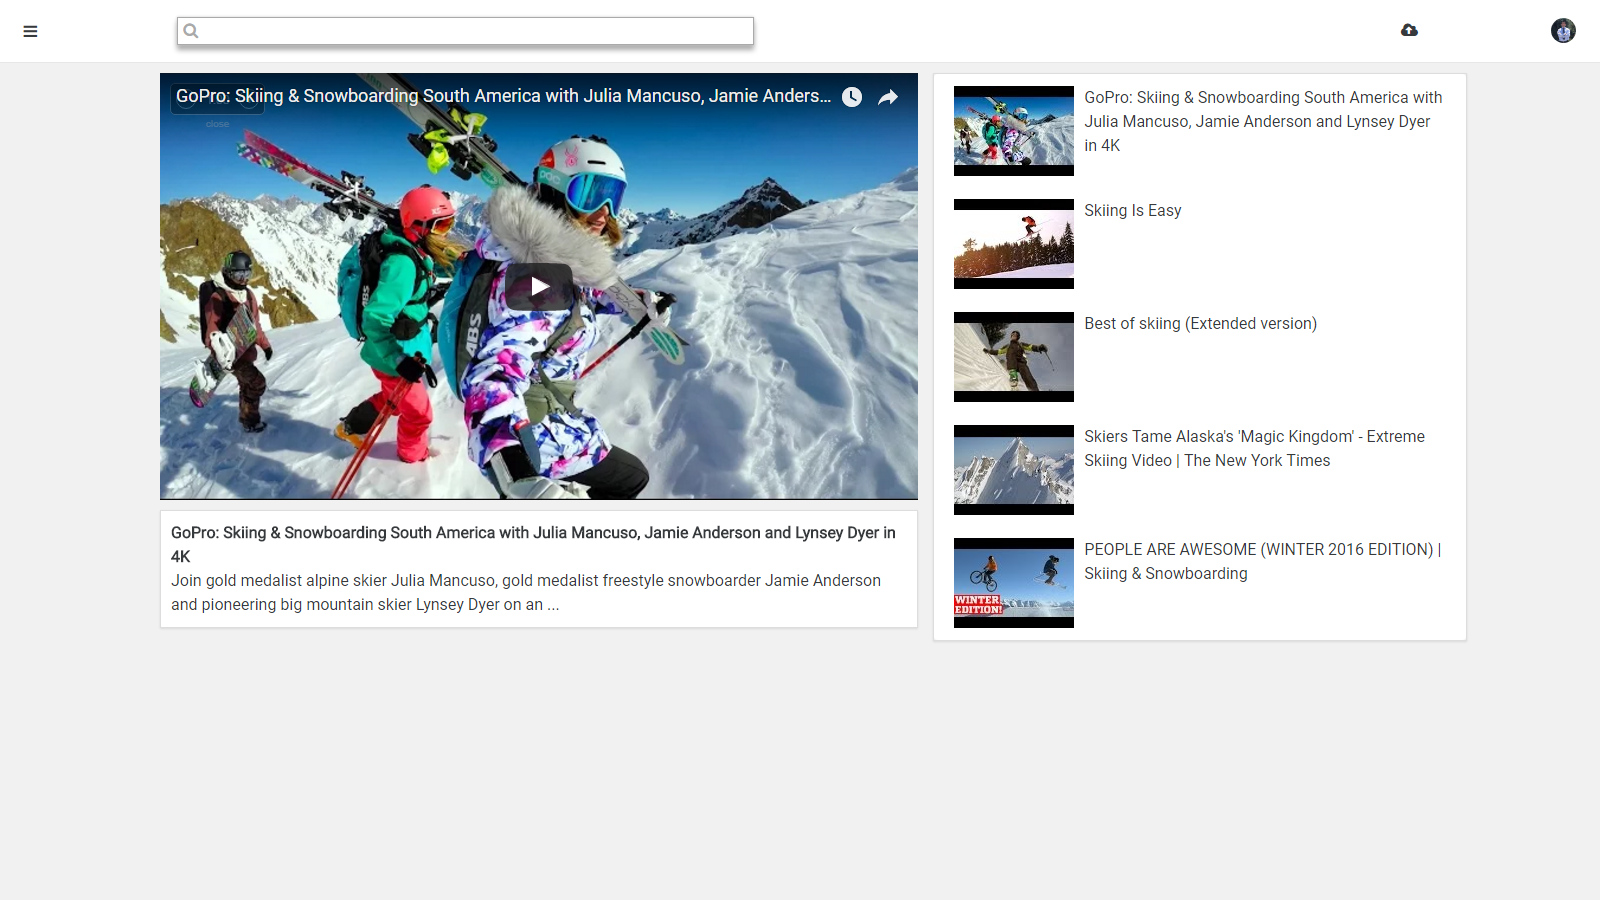 GoPro: Skiing & Snowboarding South America with Julia Mancuso, Jamie Anders...
close
ABS
ABS
GoPro: Skiing & Snowboarding South America with Julia Mancuso, Jamie Anderson and Lynsey Dyer in
4K
Join gold medalist alpine skier Julia Mancuso, gold medalist freestyle snowboarder Jamie Anderson
and pioneering big mountain skier Lynsey Dyer on an ...
GoPro: Skiing & Snowboarding South America with
Julia Mancuso, Jamie Anderson and Lynsey Dyer
in 4K
Skiing Is Easy
Best of skiing (Extended version)
Skiers Tame Alaska's 'Magic Kingdom' - Extreme
Skiing Video | The New York Times
PEOPLE ARE AWESOME (WINTER 2016 EDITION) |
Skiing & Snowboarding
WINTER
EDITION!